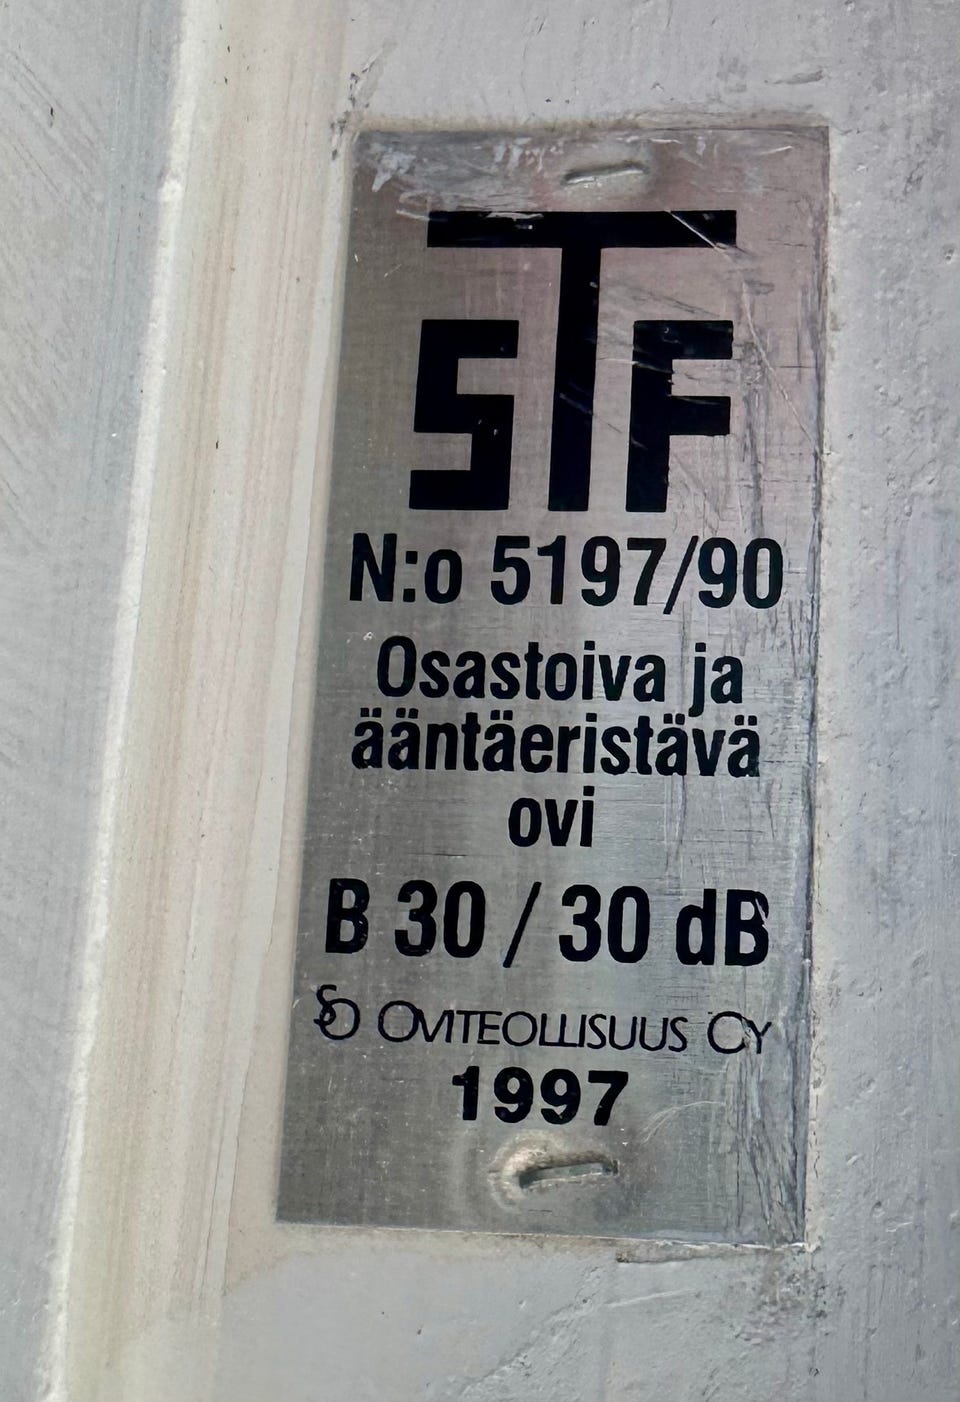 STF
N:o 5197/90
Osastoiva ja
ääntäeristävä
ovi
B 30 / 30 dB
SO OVITEOLLISUUS OY
1997